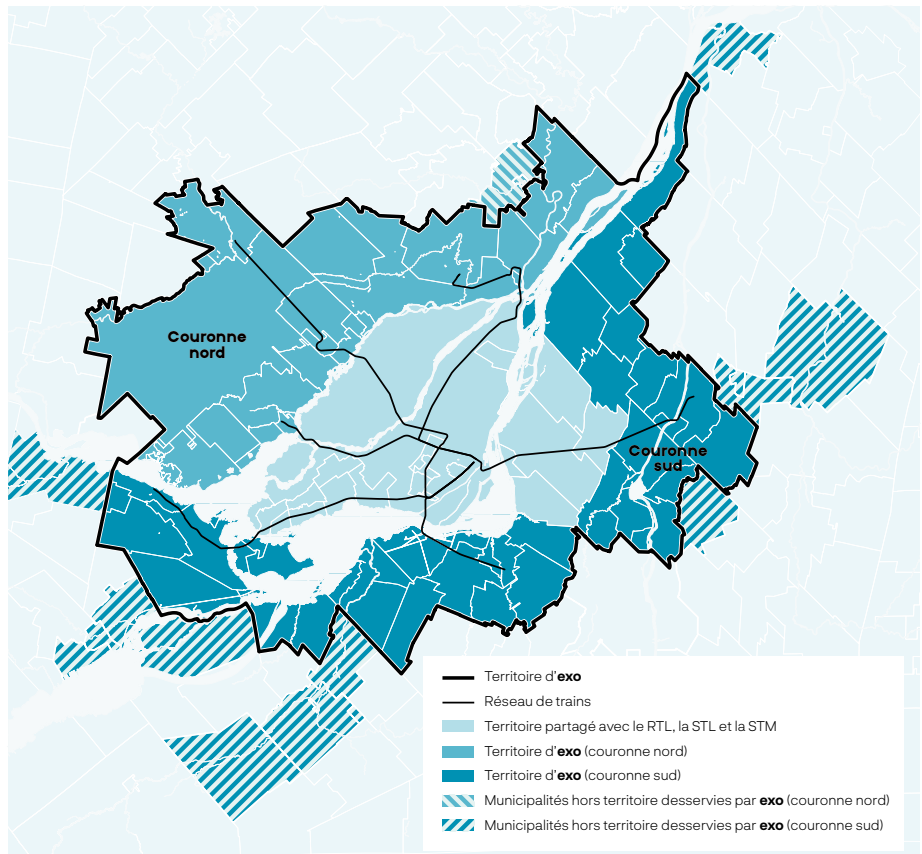 Couronne
nord
Couronne
sud
Territoire d'exo
Réseau de trains
Territoire partagé avec le RTL, la STL et la STM
Territoire d'exo (couronne nord)
Territoire d'exo (couronne sud)
Municipalités hors territoire desservies par exo (couronne nord)
Municipalités hors territoire desservies par exo (couronne sud)